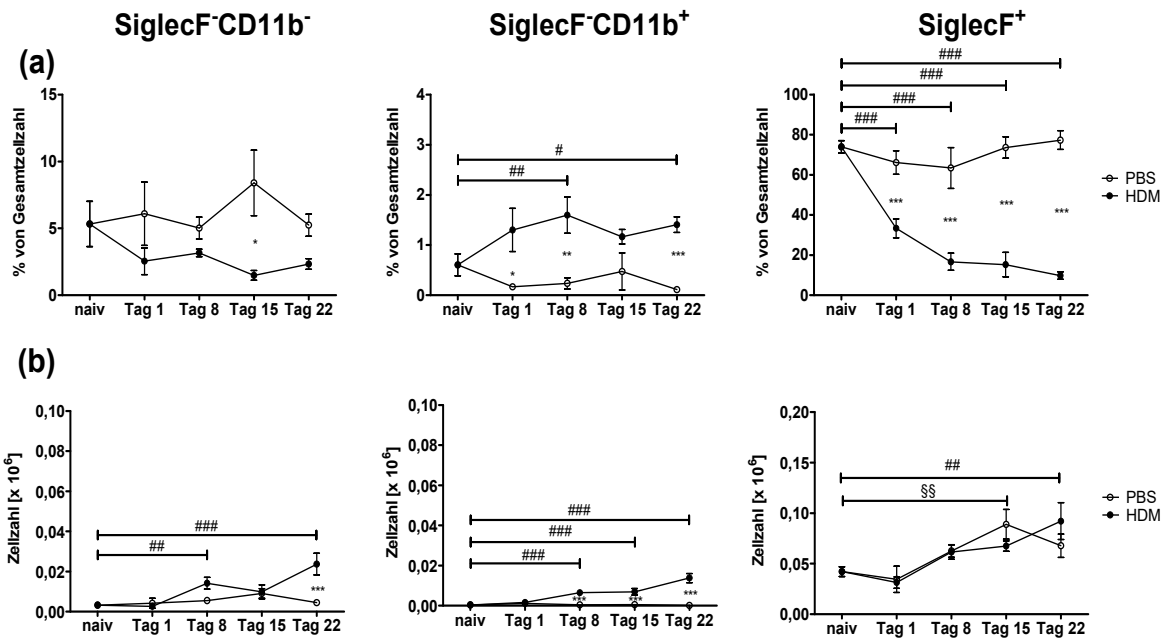 SiglecF⁻CD11b⁻ SiglecF⁻CD11b⁺ SiglecF⁺
(a)
% von Gesamtzellzahl
15
10
5
0
*
naiv Tag 1 Tag 8 Tag 15 Tag 22
% von Gesamtzellzahl
4
3
2
1
0
#
##
* ** ***
naiv Tag 1 Tag 8 Tag 15 Tag 22
% von Gesamtzellzahl
100
80
60
40
20
0
###
###
###
###
*** *** *** ***
naiv Tag 1 Tag 8 Tag 15 Tag 22
PBS
HDM
(b)
Zellzahl [x 10⁶]
0,10
0,08
0,06
0,04
0,02
0,00
###
##
***
naiv Tag 1 Tag 8 Tag 15 Tag 22
Zellzahl [x 10⁶]
0,10
0,08
0,06
0,04
0,02
0,00
###
###
###
*** *** ***
naiv Tag 1 Tag 8 Tag 15 Tag 22
Zellzahl [x 10⁶]
0,20
0,15
0,10
0,05
0,00
##
§§
naiv Tag 1 Tag 8 Tag 15 Tag 22
PBS
HDM